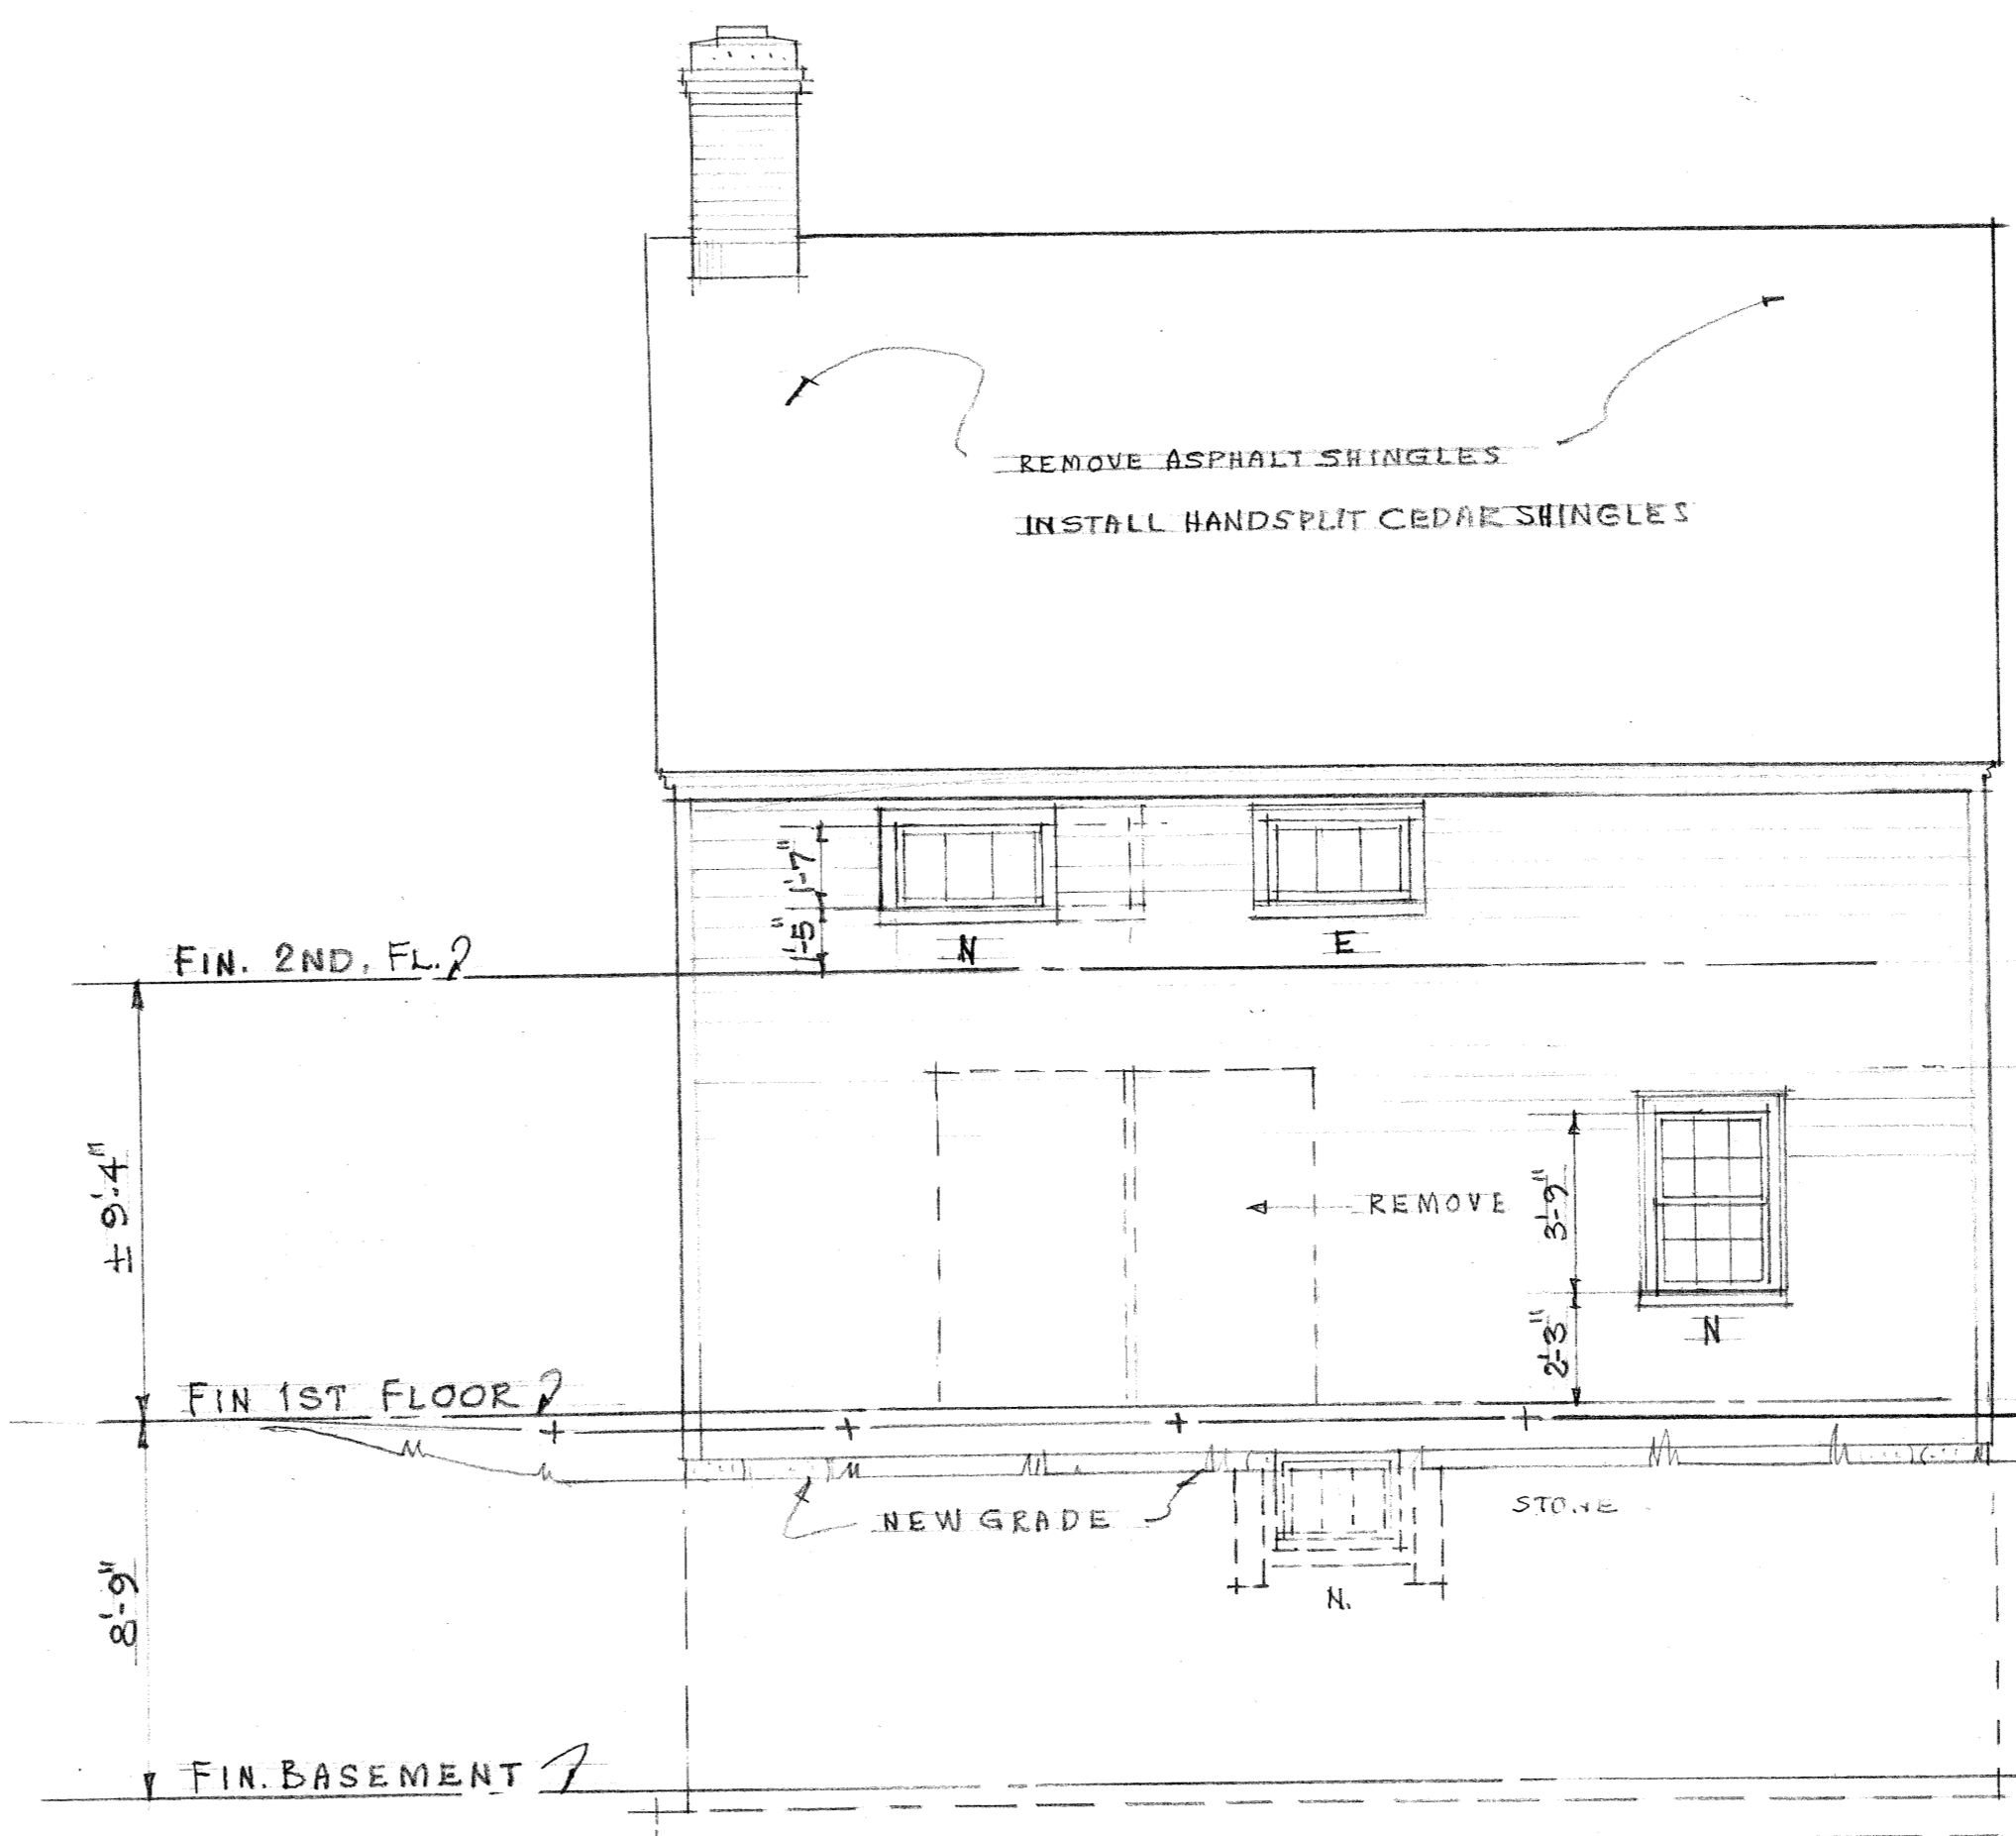 REMOVE ASPHALT SHINGLES
INSTALL HANDSPLIT CEDAR SHINGLES
1'-7"
1'-5"
N
E
FIN. 2ND. FL.
± 9'-4"
REMOVE
3'-9"
2'-3"
N
FIN 1ST FLOOR
NEW GRADE
STONE
N.
8'-9"
FIN. BASEMENT